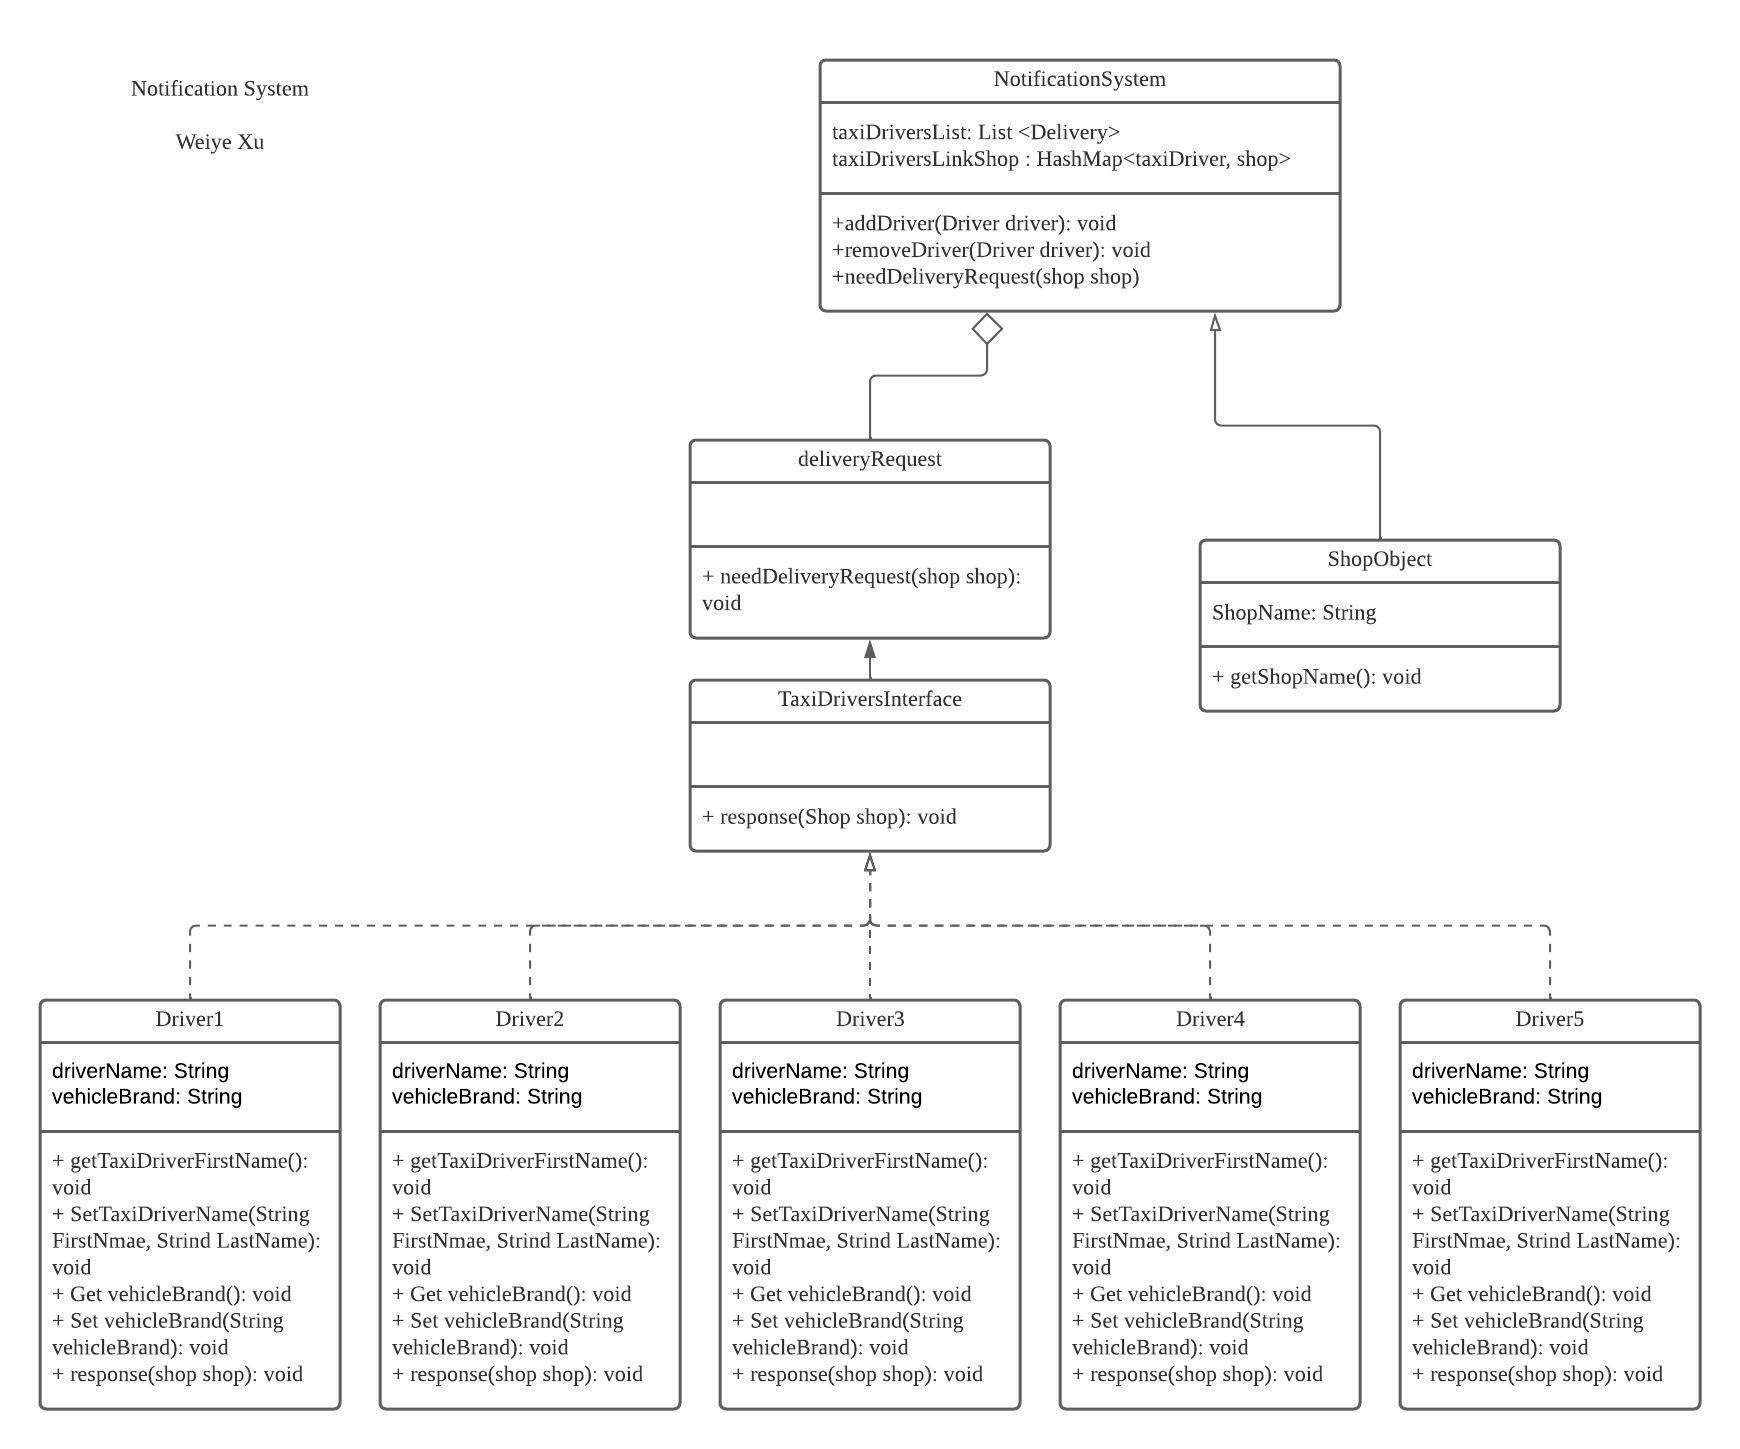 Notification System
Weiye Xu
NotificationSystem
taxiDriversList: List <Delivery>
taxiDriversLinkShop : HashMap<taxiDriver, shop>
+addDriver(Driver driver): void
+removeDriver(Driver driver): void
+needDeliveryRequest(shop shop)
deliveryRequest
+ needDeliveryRequest(shop shop):
void
ShopObject
ShopName: String
+ getShopName(): void
TaxiDriversInterface
+ response(Shop shop): void
Driver1
driverName: String
vehicleBrand: String
+ getTaxiDriverFirstName():
void
+ SetTaxiDriverName(String
FirstNmae, Strind LastName):
void
+ Get vehicleBrand(): void
+ Set vehicleBrand(String
vehicleBrand): void
+ response(shop shop): void
Driver2
driverName: String
vehicleBrand: String
+ getTaxiDriverFirstName():
void
+ SetTaxiDriverName(String
FirstNmae, Strind LastName):
void
+ Get vehicleBrand(): void
+ Set vehicleBrand(String
vehicleBrand): void
+ response(shop shop): void
Driver3
driverName: String
vehicleBrand: String
+ getTaxiDriverFirstName():
void
+ SetTaxiDriverName(String
FirstNmae, Strind LastName):
void
+ Get vehicleBrand(): void
+ Set vehicleBrand(String
vehicleBrand): void
+ response(shop shop): void
Driver4
driverName: String
vehicleBrand: String
+ getTaxiDriverFirstName():
void
+ SetTaxiDriverName(String
FirstNmae, Strind LastName):
void
+ Get vehicleBrand(): void
+ Set vehicleBrand(String
vehicleBrand): void
+ response(shop shop): void
Driver5
driverName: String
vehicleBrand: String
+ getTaxiDriverFirstName():
void
+ SetTaxiDriverName(String
FirstNmae, Strind LastName):
void
+ Get vehicleBrand(): void
+ Set vehicleBrand(String
vehicleBrand): void
+ response(shop shop): void